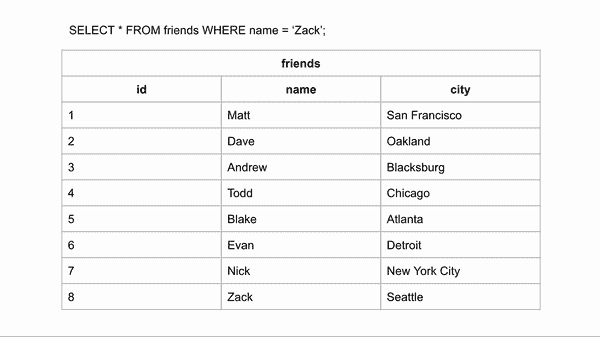 SELECT * FROM friends WHERE name = ‘Zack’;
friends
id name city
1 Matt San Francisco
2 Dave Oakland
3 Andrew Blacksburg
4 Todd Chicago
5 Blake Atlanta
6 Evan Detroit
7 Nick New York City
8 Zack Seattle